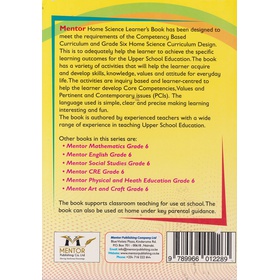 Mentor Home Science Learner's Book has been designed to
meet the requirements of the Competency Based
Curriculum and Grade Six Home Science Curriculum Design.
This is to adequately help the learner to achieve the specific
learning outcomes for the Upper School Education. The book
has a variety of activities that will help the learner acquire
and develop skills, knowledge, values and attitude for everyday
life. The activities are inquiry based and learner-centred to
help the learner develop Core Competencies, Values and
Pertinent and Contemporary issues (PCIs). The
language used is simple, clear and precise making learning
interesting and fun.
The book is authored by experienced teachers with a wide
range of experience in teaching Upper School Education.
Other books in this series are:
• Mentor Mathematics Grade 6
• Mentor English Grade 6
• Mentor Social Studies Grade 6
• Mentor CRE Grade 6
• Mentor Physical and Health Education Grade 6
• Mentor Art and Craft Grade 6
The book supports classroom teaching for use at school. The
book can also be used at home under key parental guidance.
MENTOR
Publishing Co. Ltd
Mentor Publishing Company Ltd
9 789966 012289